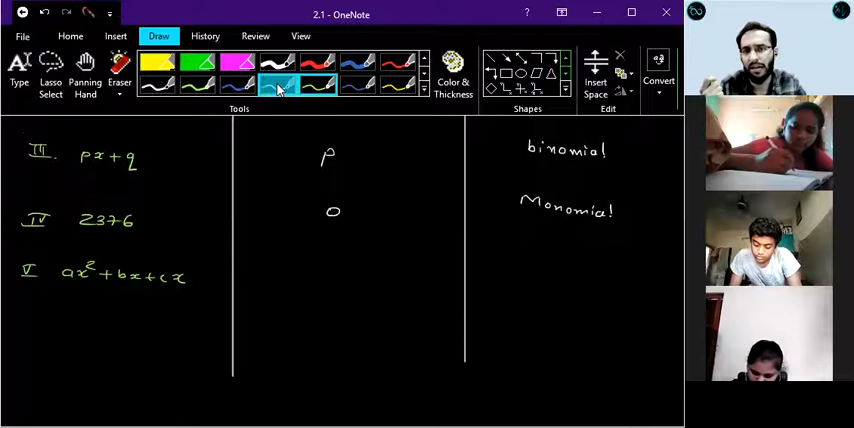 2.1 - OneNote
File Home Insert Draw History Review View
Type
Lasso Select
Panning Hand
Eraser
Color & Thickness
Insert Space
Convert
Tools
Shapes
Edit
III. px + q
p
binomial
IV 2376
0
Monomial
V ax² + bx + cx